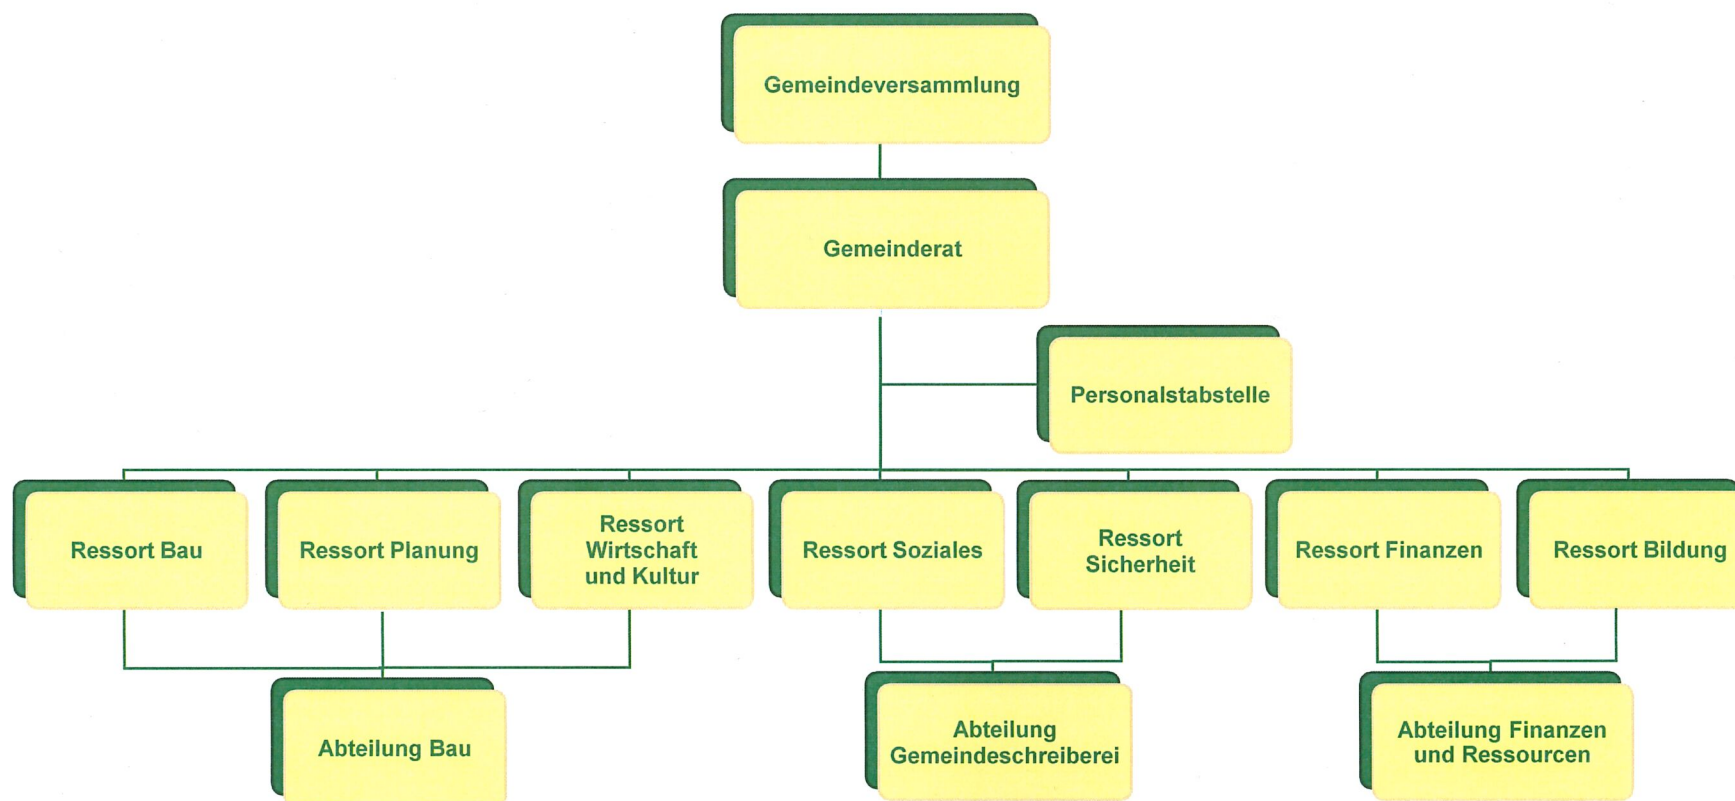 Gemeindeversammlung
Gemeinderat
Personalstabstelle
Ressort Bau
Ressort Planung
Ressort
Wirtschaft
und Kultur
Ressort Soziales
Ressort
Sicherheit
Ressort Finanzen
Ressort Bildung
Abteilung Bau
Abteilung
Gemeindeschreiberei
Abteilung Finanzen
und Ressourcen